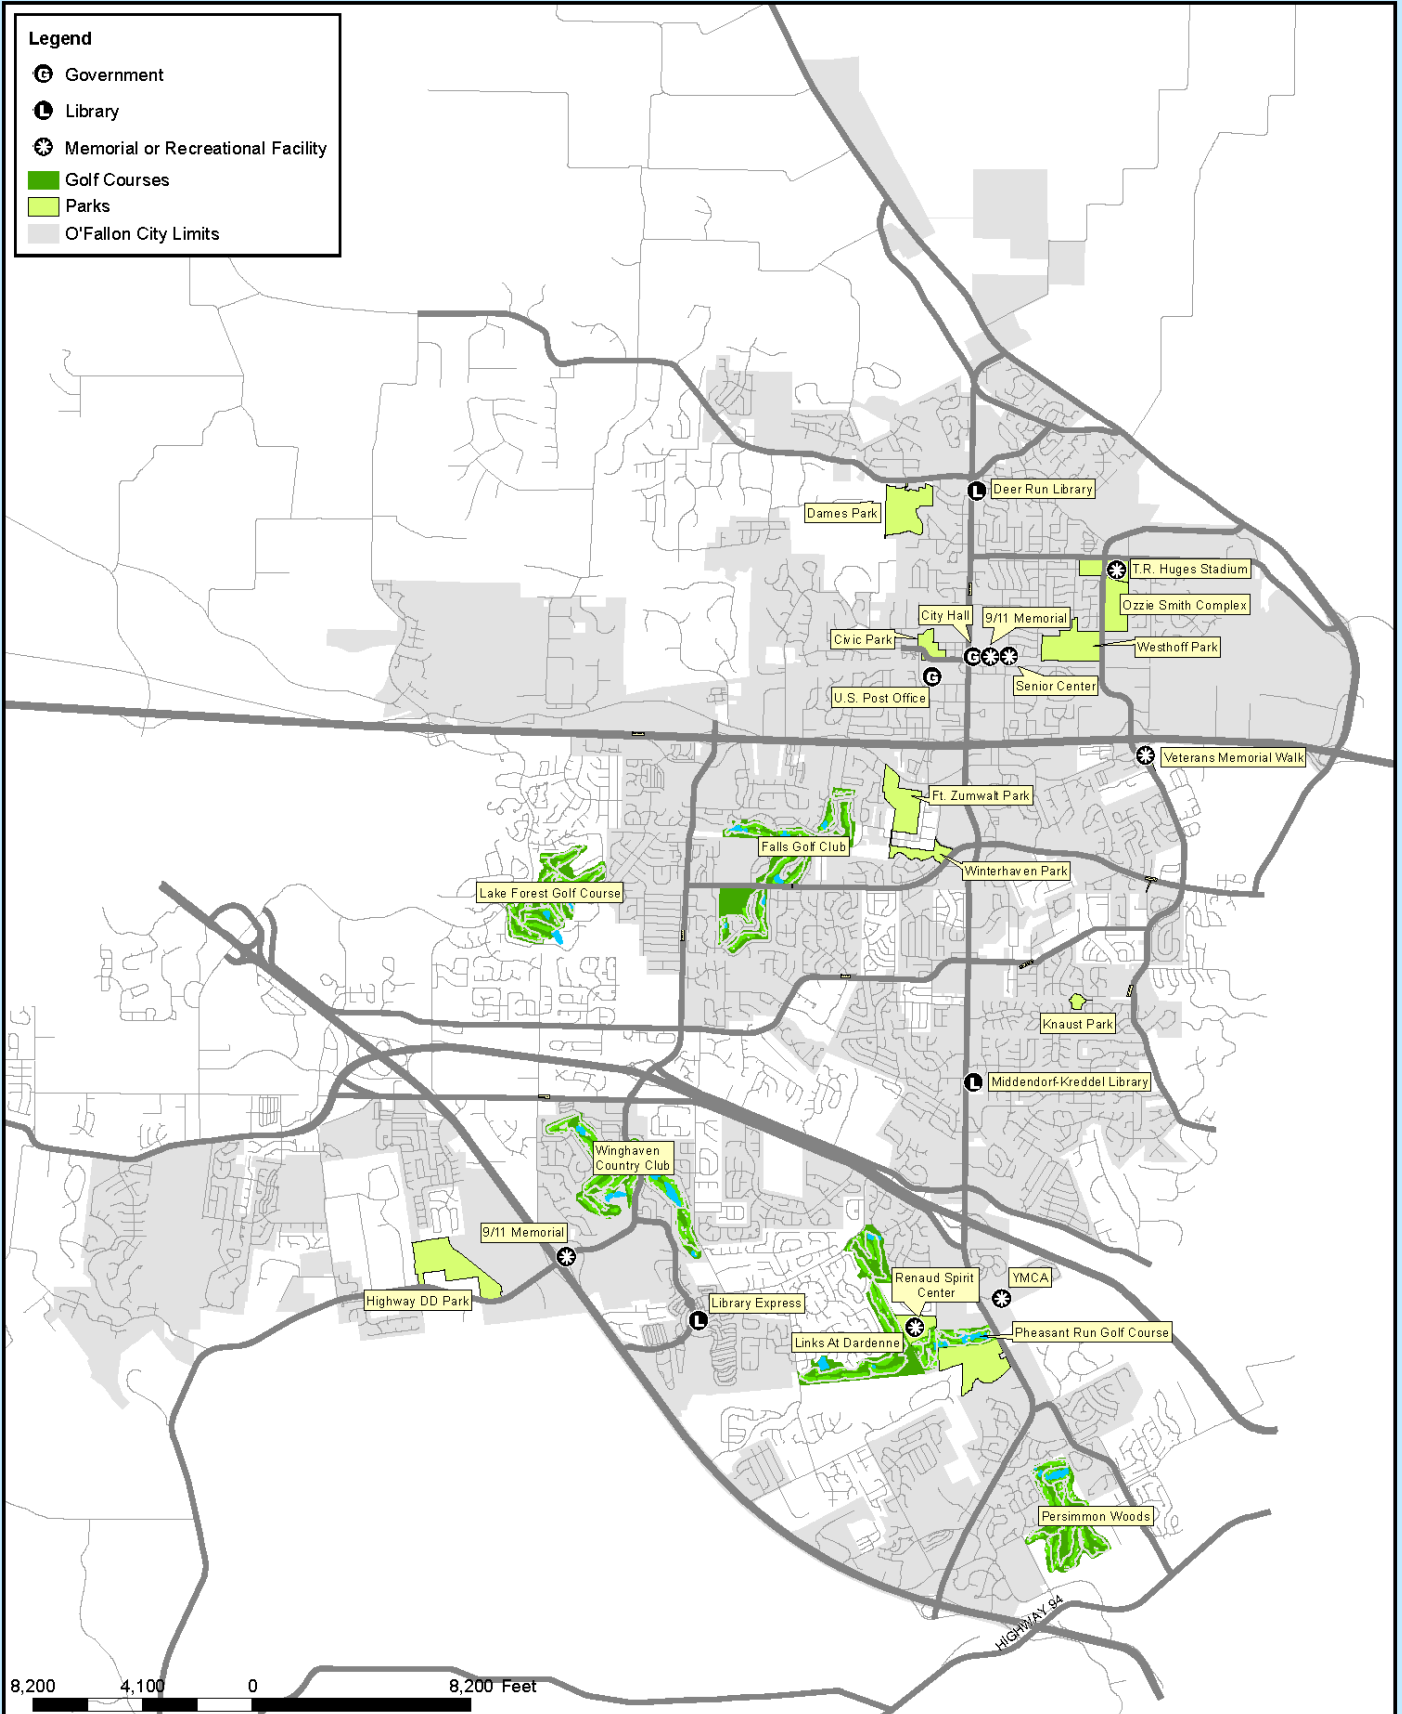 Legend
G Government
L Library
Memorial or Recreational Facility
Golf Courses
Parks
O'Fallon City Limits
Deer Run Library
L
Dames Park
T.R. Huges Stadium
Ozzie Smith Complex
City Hall
9/11 Memorial
Civic Park
Westhoff Park
G
G
Senior Center
U.S. Post Office
Veterans Memorial Walk
Ft. Zumwalt Park
Falls Golf Club
Winterhaven Park
Lake Forest Golf Course
Knaust Park
L
Middendorf-Kreddel Library
Winghaven
Country Club
9/11 Memorial
Renaud Spirit
Center
YMCA
Highway DD Park
Library Express
L
Pheasant Run Golf Course
Links At Dardenne
Persimmon Woods
HIGHWAY 94
8,200 4,100 0 8,200 Feet